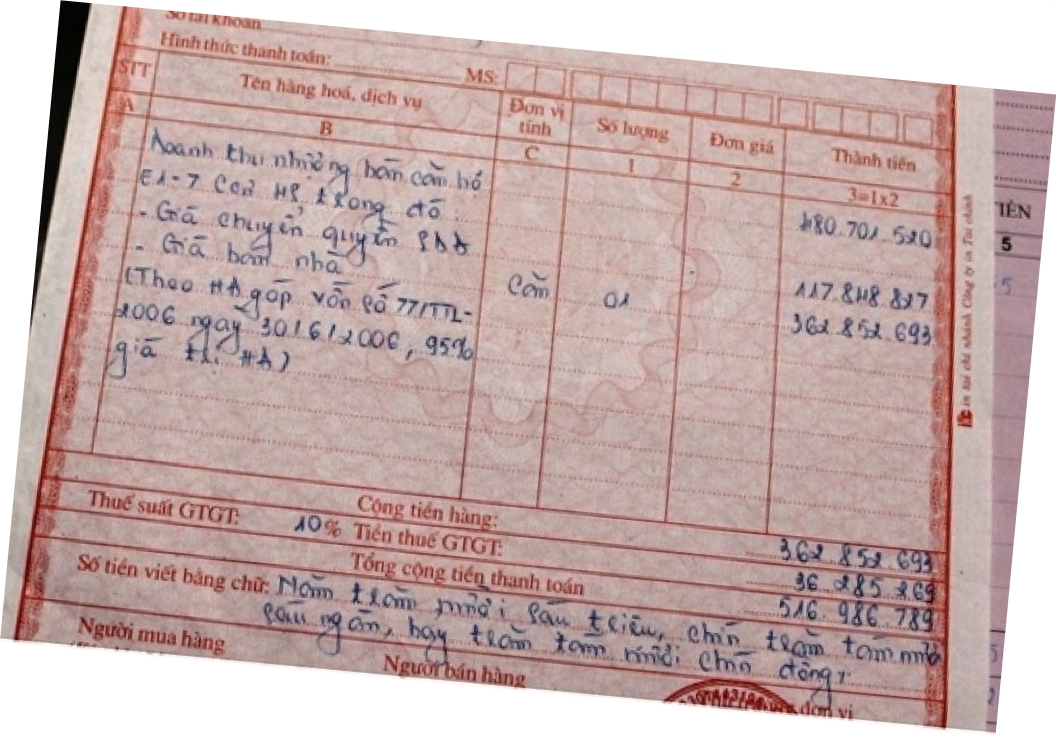 Số tài khoản
Hình thức thanh toán: MS:
STT Tên hàng hoá, dịch vụ Đơn vị tính Số lượng Đơn giá Thành tiền
A B C 1 2 3=1x2
Doanh thu nhượng bán căn hộ 480.701.520
E1-7 CC2 MS trong đó:
- Giá chuyển quyền SDĐ 117.848.827
- Giá bán nhà Căn 01 362.852.693
(Theo HĐ góp vốn số 77/TTL-
2006 ngày 30/6/2006, 95%
giá trị HĐ)
Cộng tiền hàng: 362.852.693
Thuế suất GTGT: 10% Tiền thuế GTGT: 36.285.269
Tổng cộng tiền thanh toán 516.986.789
Số tiền viết bằng chữ: Năm trăm mười sáu triệu, chín trăm tám mươi
sáu ngàn, bảy trăm tám mươi chín đồng
Người mua hàng
Người bán hàng
đơn vị
In tại chi nhánh Công ty in Tài chính
TIỀN
5